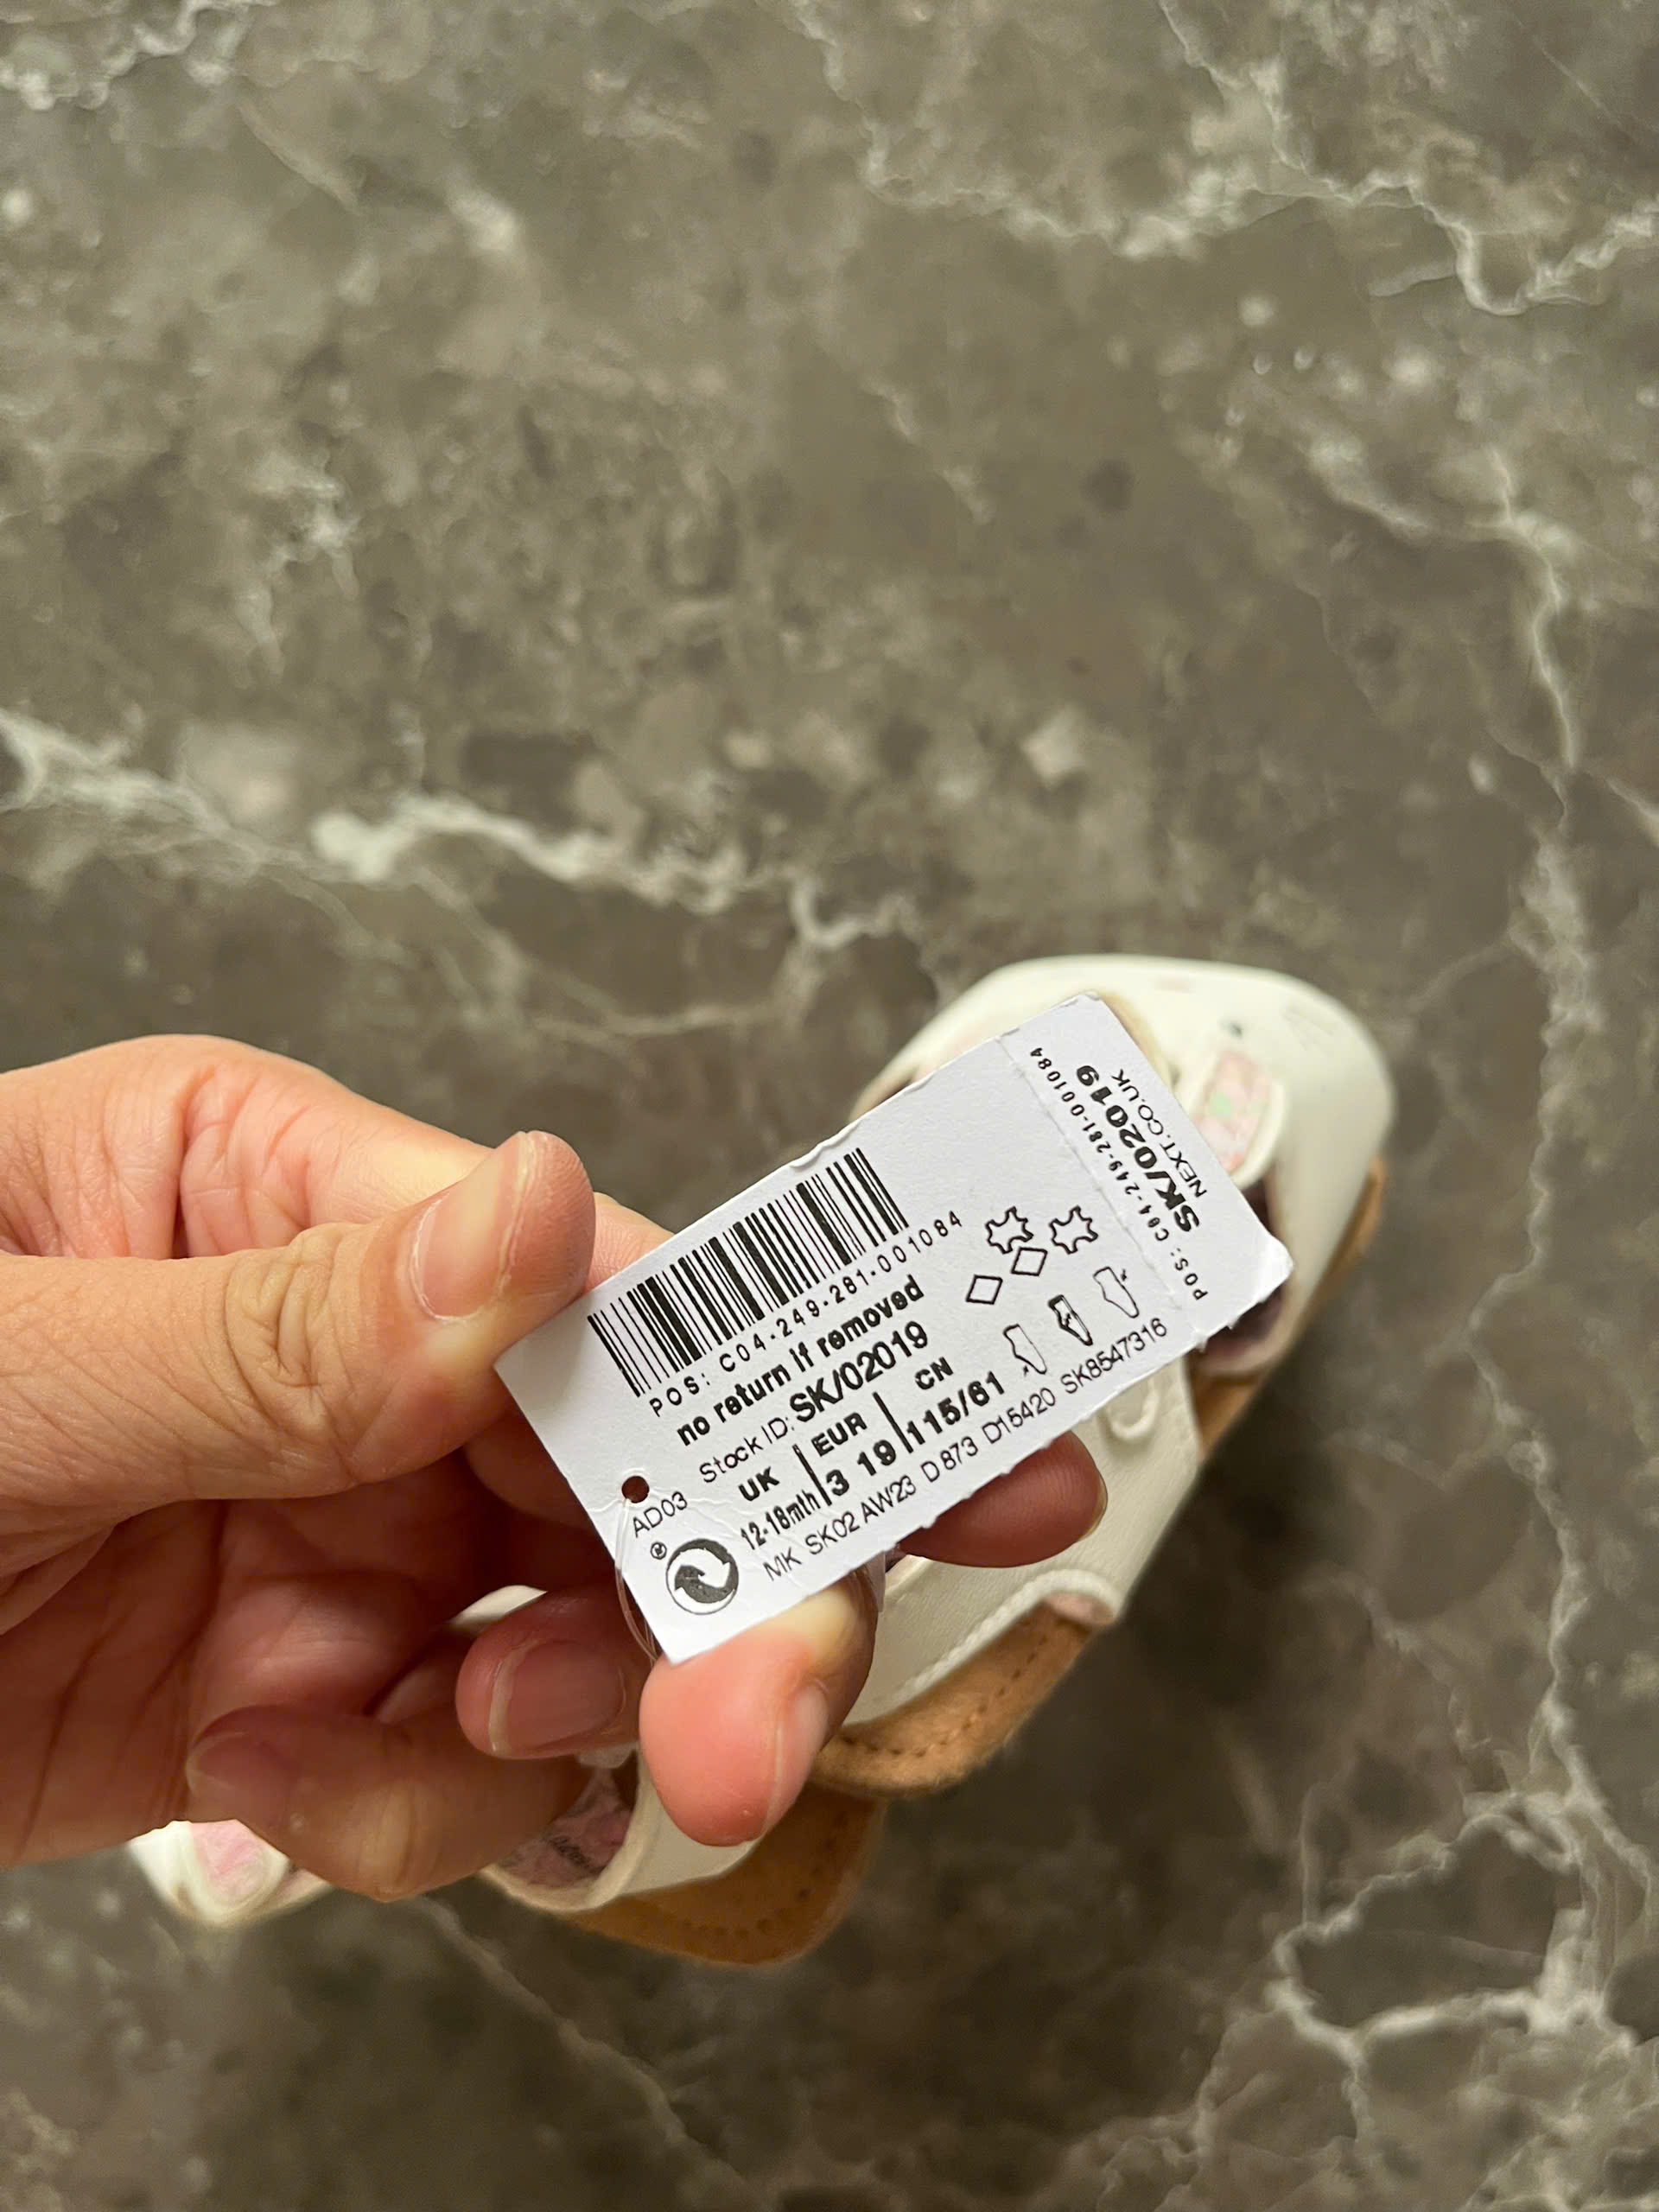 POS: C04-249-281-001084
no return if removed
Stock ID: SK/02019
UK | EUR | CN
12-18mth | 3 19 | 115/61
MK SK02 AW23 D873 D15420 SK8547316
AD03
®
POS: C04-249-281-001084
SK/02019
NEXT.CO.UK